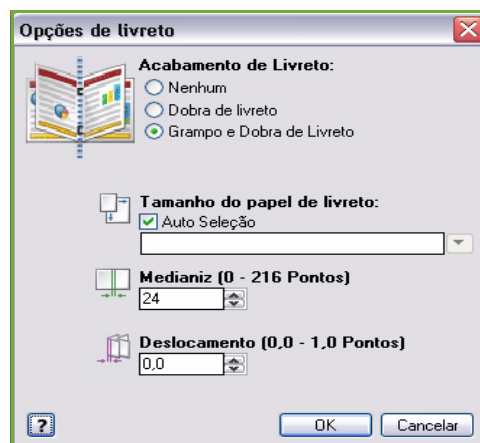 Opções de livreto
Acabamento de Livreto:
Nenhum
Dobra de livreto
Grampo e Dobra de Livreto
Tamanho do papel de livreto:
Auto Seleção
Medianiz (0 - 216 Pontos)
24
Deslocamento (0,0 - 1,0 Pontos)
0,0
? OK Cancelar